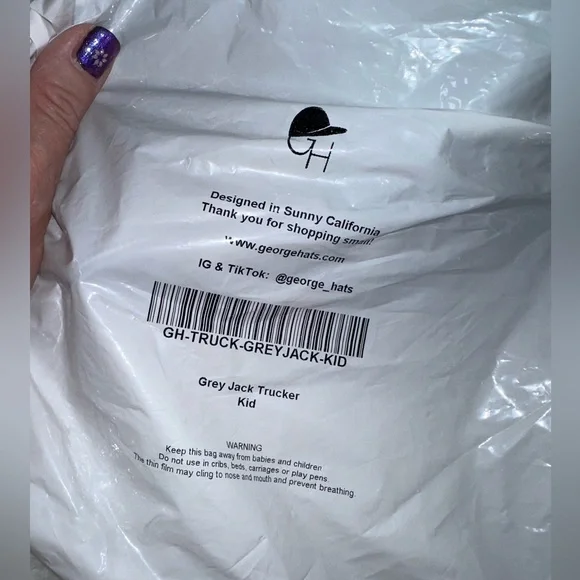 GH
Designed in Sunny California
Thank you for shopping small!
www.georgehats.com
IG & TikTok: @george_hats
GH-TRUCK-GREYJACK-KID
Grey Jack Trucker
Kid
WARNING
Keep this bag away from babies and children
Do not use in cribs, beds, carriages or play pens.
The thin film may cling to nose and mouth and prevent breathing.